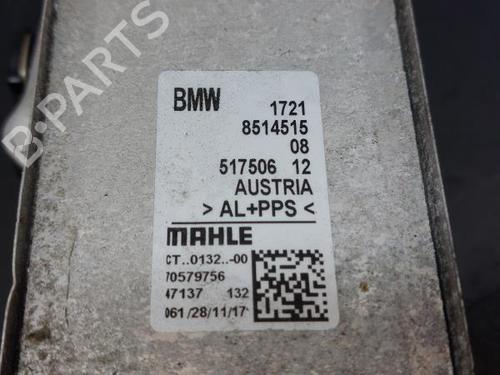 B-PARTS
BMW 1721
8514515
08
517506 12
AUSTRIA
> AL+PPS <
MAHLE
CT..0132..-00
70579756
47137 132
061/28/11/17